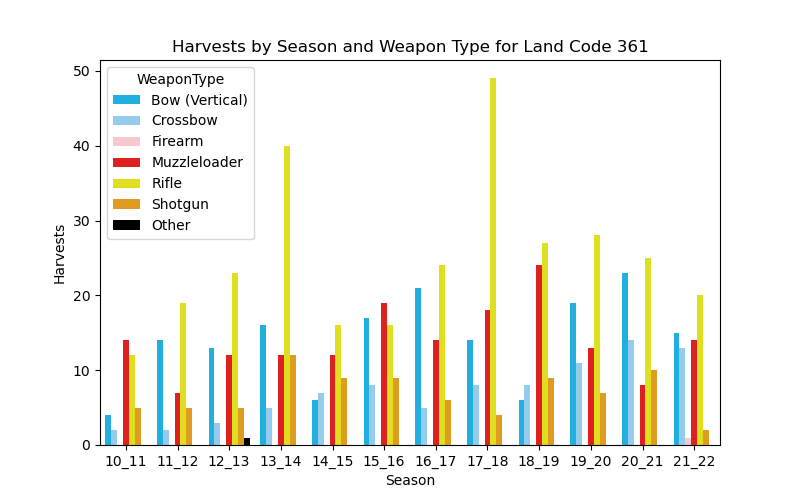 Harvests by Season and Weapon Type for Land Code 361
50
40
30
20
10
0
Harvests
WeaponType
Bow (Vertical)
Crossbow
Firearm
Muzzleloader
Rifle
Shotgun
Other
10_11 11_12 12_13 13_14 14_15 15_16 16_17 17_18 18_19 19_20 20_21 21_22
Season